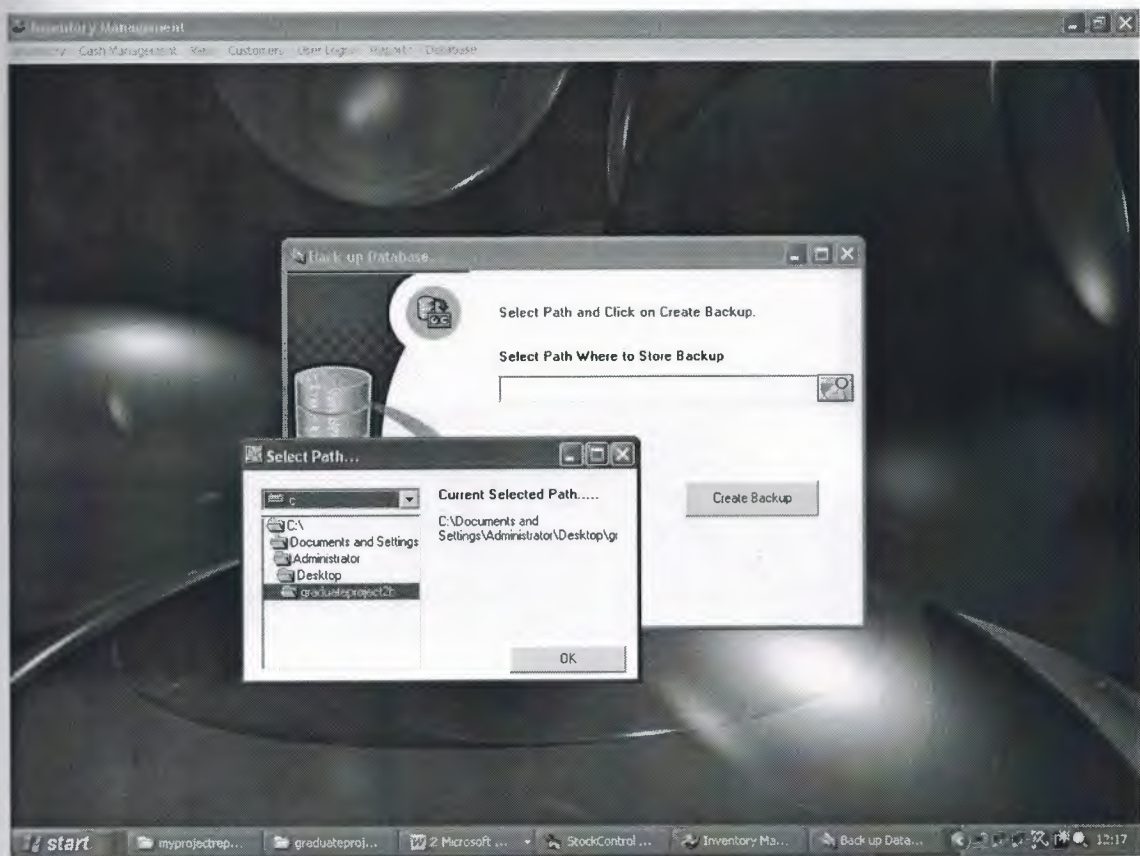 Inventory Management
Cash Management Customers User Logins Reports Database
Back up Database
Select Path and Click on Create Backup.
Select Path Where to Store Backup
Create Backup
Select Path...
c
Current Selected Path.....
C:\Documents and
Settings\Administrator\Desktop\gr
C:\
Documents and Settings
Administrator
Desktop
graduateproject2b
OK
start
myprojectrep...
graduateproj...
2 Microsoft ...
StockControl ...
Inventory Ma...
Back up Data...
12:17